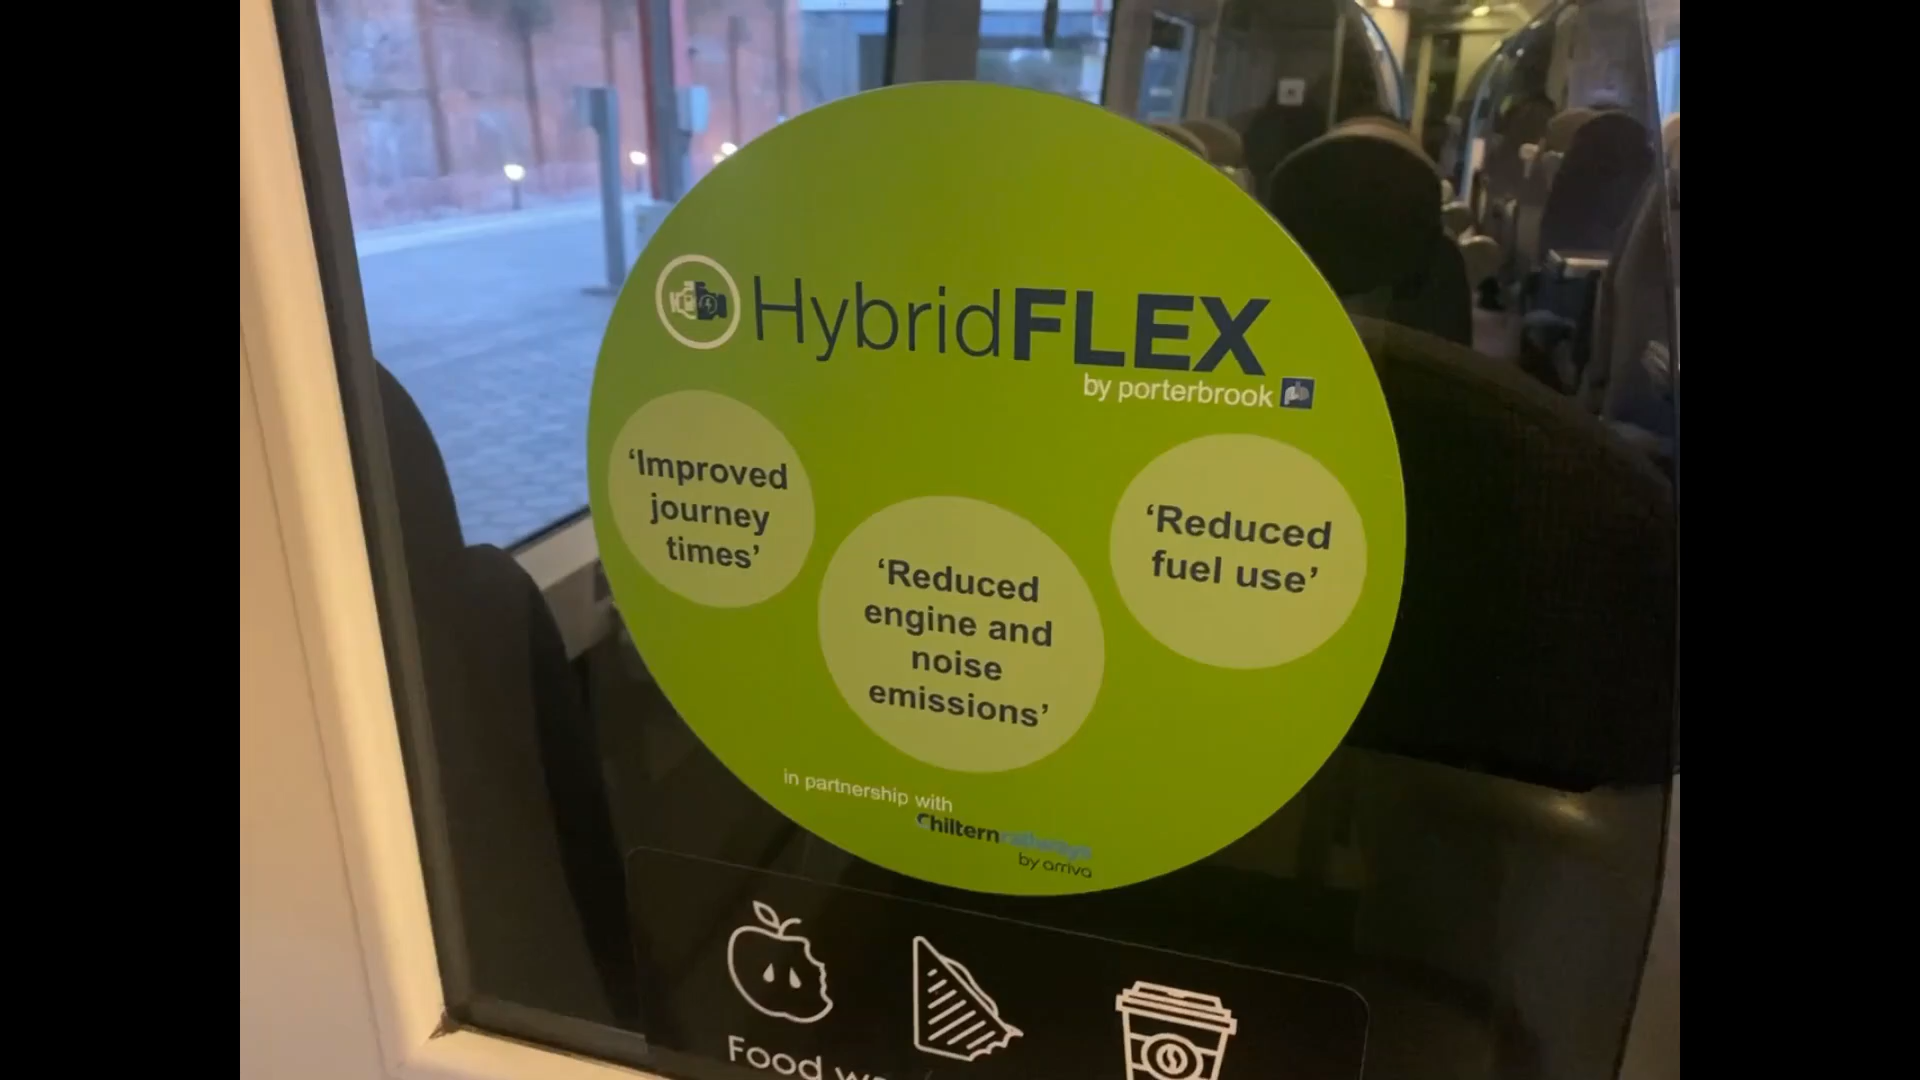 HybridFLEX
by porterbrook
‘Improved
journey
times’
‘Reduced
engine and
noise
emissions’
‘Reduced
fuel use’
in partnership with
Chilternrailways
by arriva
Food